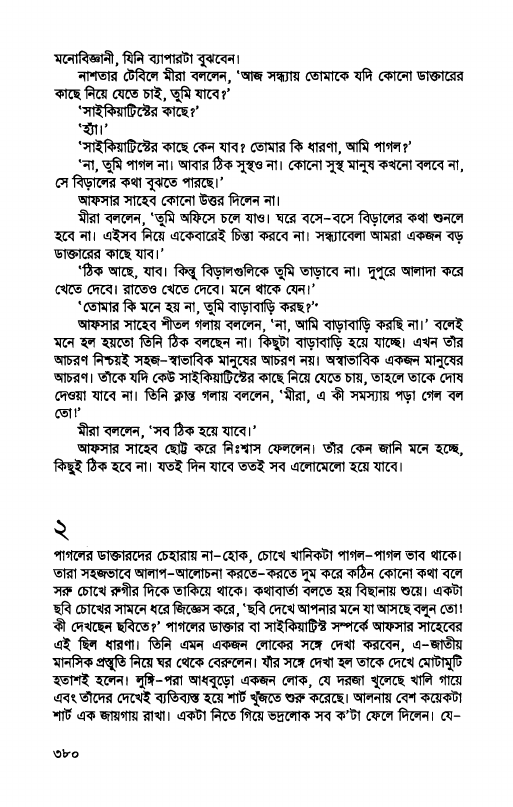 মনোবিজ্ঞানী, যিনি ব্যাপারটা বুঝবেন।
নাশতার টেবিলে মীরা বললেন, ‘আজ সন্ধ্যায় তোমাকে যদি কোনো ডাক্তারের
কাছে নিয়ে যেতে চাই, তুমি যাবে?’
‘সাইকিয়াট্রিস্টের কাছে?’
‘হ্যাঁ।’
‘সাইকিয়াট্রিস্টের কাছে কেন যাব? তোমার কি ধারণা, আমি পাগল?’
‘না, তুমি পাগল না। আবার ঠিক সুস্থও না। কোনো সুস্থ মানুষ কখনো বলবে না,
সে বিড়ালের কথা বুঝতে পারছে।’
আফসার সাহেব কোনো উত্তর দিলেন না।
মীরা বললেন, ‘তুমি অফিসে চলে যাও। ঘরে বসে-বসে বিড়ালের কথা শুনলে
হবে না। এইসব নিয়ে একেবারেই চিন্তা করবে না। সন্ধ্যাবেলা আমরা একজন বড়
ডাক্তারের কাছে যাব।’
‘ঠিক আছে, যাব। কিন্তু বিড়ালগুলিকে তুমি তাড়াবে না। দুপুরে আলাদা করে
খেতে দেবে। রাতেও খেতে দেবে। মনে থাকে যেন।’
‘তোমার কি মনে হয় না, তুমি বাড়াবাড়ি করছ?’
আফসার সাহেব শীতল গলায় বললেন, ‘না, আমি বাড়াবাড়ি করছি না।’ বলেই
মনে হল হয়তো তিনি ঠিক বলছেন না। কিছুটা বাড়াবাড়ি হয়ে যাচ্ছে। এখন তাঁর
আচরণ নিশ্চয়ই সহজ-স্বাভাবিক মানুষের আচরণ নয়। অস্বাভাবিক একজন মানুষের
আচরণ। তাঁকে যদি কেউ সাইকিয়াট্রিস্টের কাছে নিয়ে যেতে চায়, তাহলে তাকে দোষ
দেওয়া যাবে না। তিনি ক্লান্ত গলায় বললেন, ‘মীরা, এ কী সমস্যায় পড়া গেল বল
তো!’
মীরা বললেন, ‘সব ঠিক হয়ে যাবে।’
আফসার সাহেব ছোট্ট করে নিঃশ্বাস ফেললেন। তাঁর কেন জানি মনে হচ্ছে,
কিছুই ঠিক হবে না। যতই দিন যাবে ততই সব এলোমেলো হয়ে যাবে।
২
পাগলের ডাক্তারদের চেহারায় না-হোক, চোখে খানিকটা পাগল-পাগল ভাব থাকে।
তারা সহজভাবে আলাপ-আলোচনা করতে-করতে দুম করে কঠিন কোনো কথা বলে
সরু চোখে রুগীর দিকে তাকিয়ে থাকে। কথাবার্তা বলতে হয় বিছানায় শুয়ে। একটা
ছবি চোখের সামনে ধরে জিজ্ঞেস করে, ‘ছবি দেখে আপনার মনে যা আসছে বলুন তো!
কী দেখছেন ছবিতে?’ পাগলের ডাক্তার বা সাইকিয়াট্রিস্ট সম্পর্কে আফসার সাহেবের
এই ছিল ধারণা। তিনি এমন একজন লোকের সঙ্গে দেখা করবেন, এ-জাতীয়
মানসিক প্রস্তুতি নিয়ে ঘর থেকে বেরুলেন। যাঁর সঙ্গে দেখা হল তাকে দেখে মোটামুটি
হতাশই হলেন। লুঙ্গি-পরা আধবুড়ো একজন লোক, যে দরজা খুলেছে খালি গায়ে
এবং তাঁদের দেখেই ব্যতিব্যস্ত হয়ে শার্ট খুঁজতে শুরু করেছে। আলনায় বেশ কয়েকটা
শার্ট এক জায়গায় রাখা। একটা নিতে গিয়ে ভদ্রলোক সব ক'টা ফেলে দিলেন। যে-
৩৮০